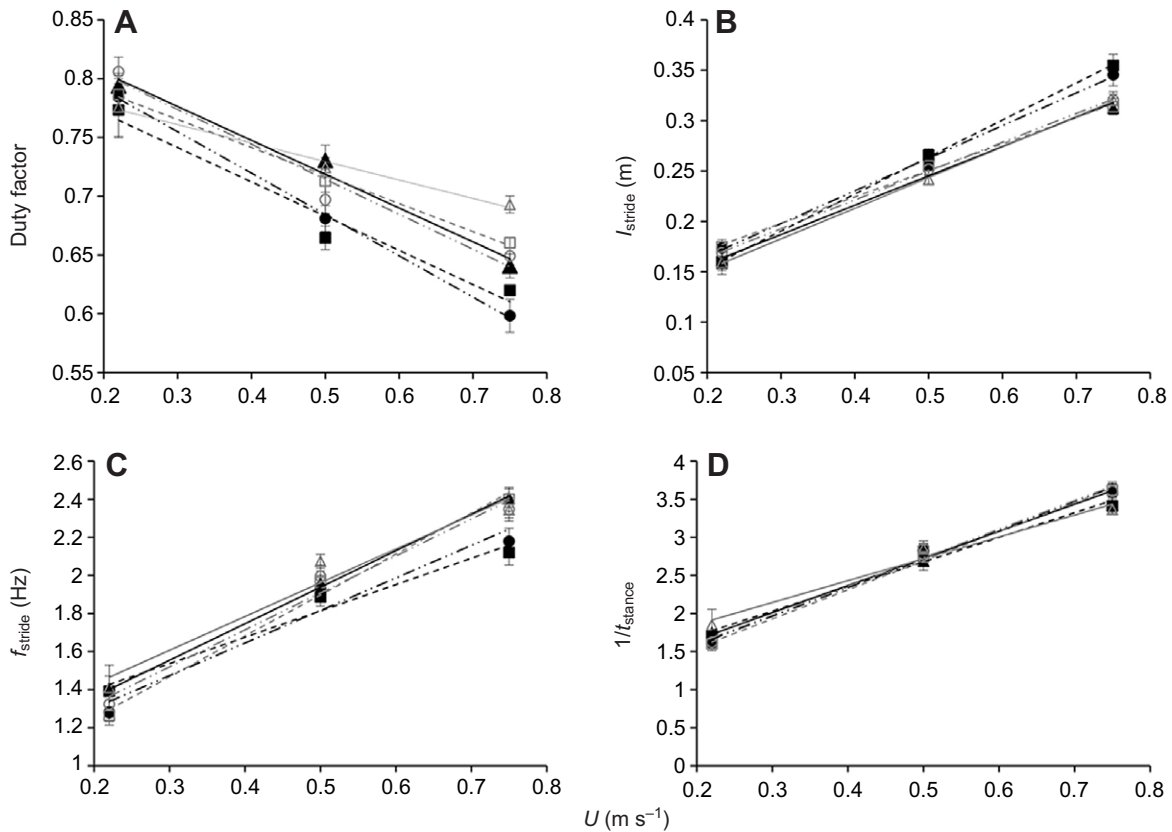 A
B
0.85
0.8
0.75
0.7
0.65
0.6
0.55
Duty factor
0.2 0.3 0.4 0.5 0.6 0.7 0.8
0.4
0.35
0.3
0.25
0.2
0.15
0.1
0.05
lstride (m)
0.2 0.3 0.4 0.5 0.6 0.7 0.8
C
D
2.6
2.4
2.2
2
1.8
1.6
1.4
1.2
1
fstride (Hz)
0.2 0.3 0.4 0.5 0.6 0.7 0.8
4
3.5
3
2.5
2
1.5
1
0.5
0
1/tstance
0.2 0.3 0.4 0.5 0.6 0.7 0.8
U (m s–1)